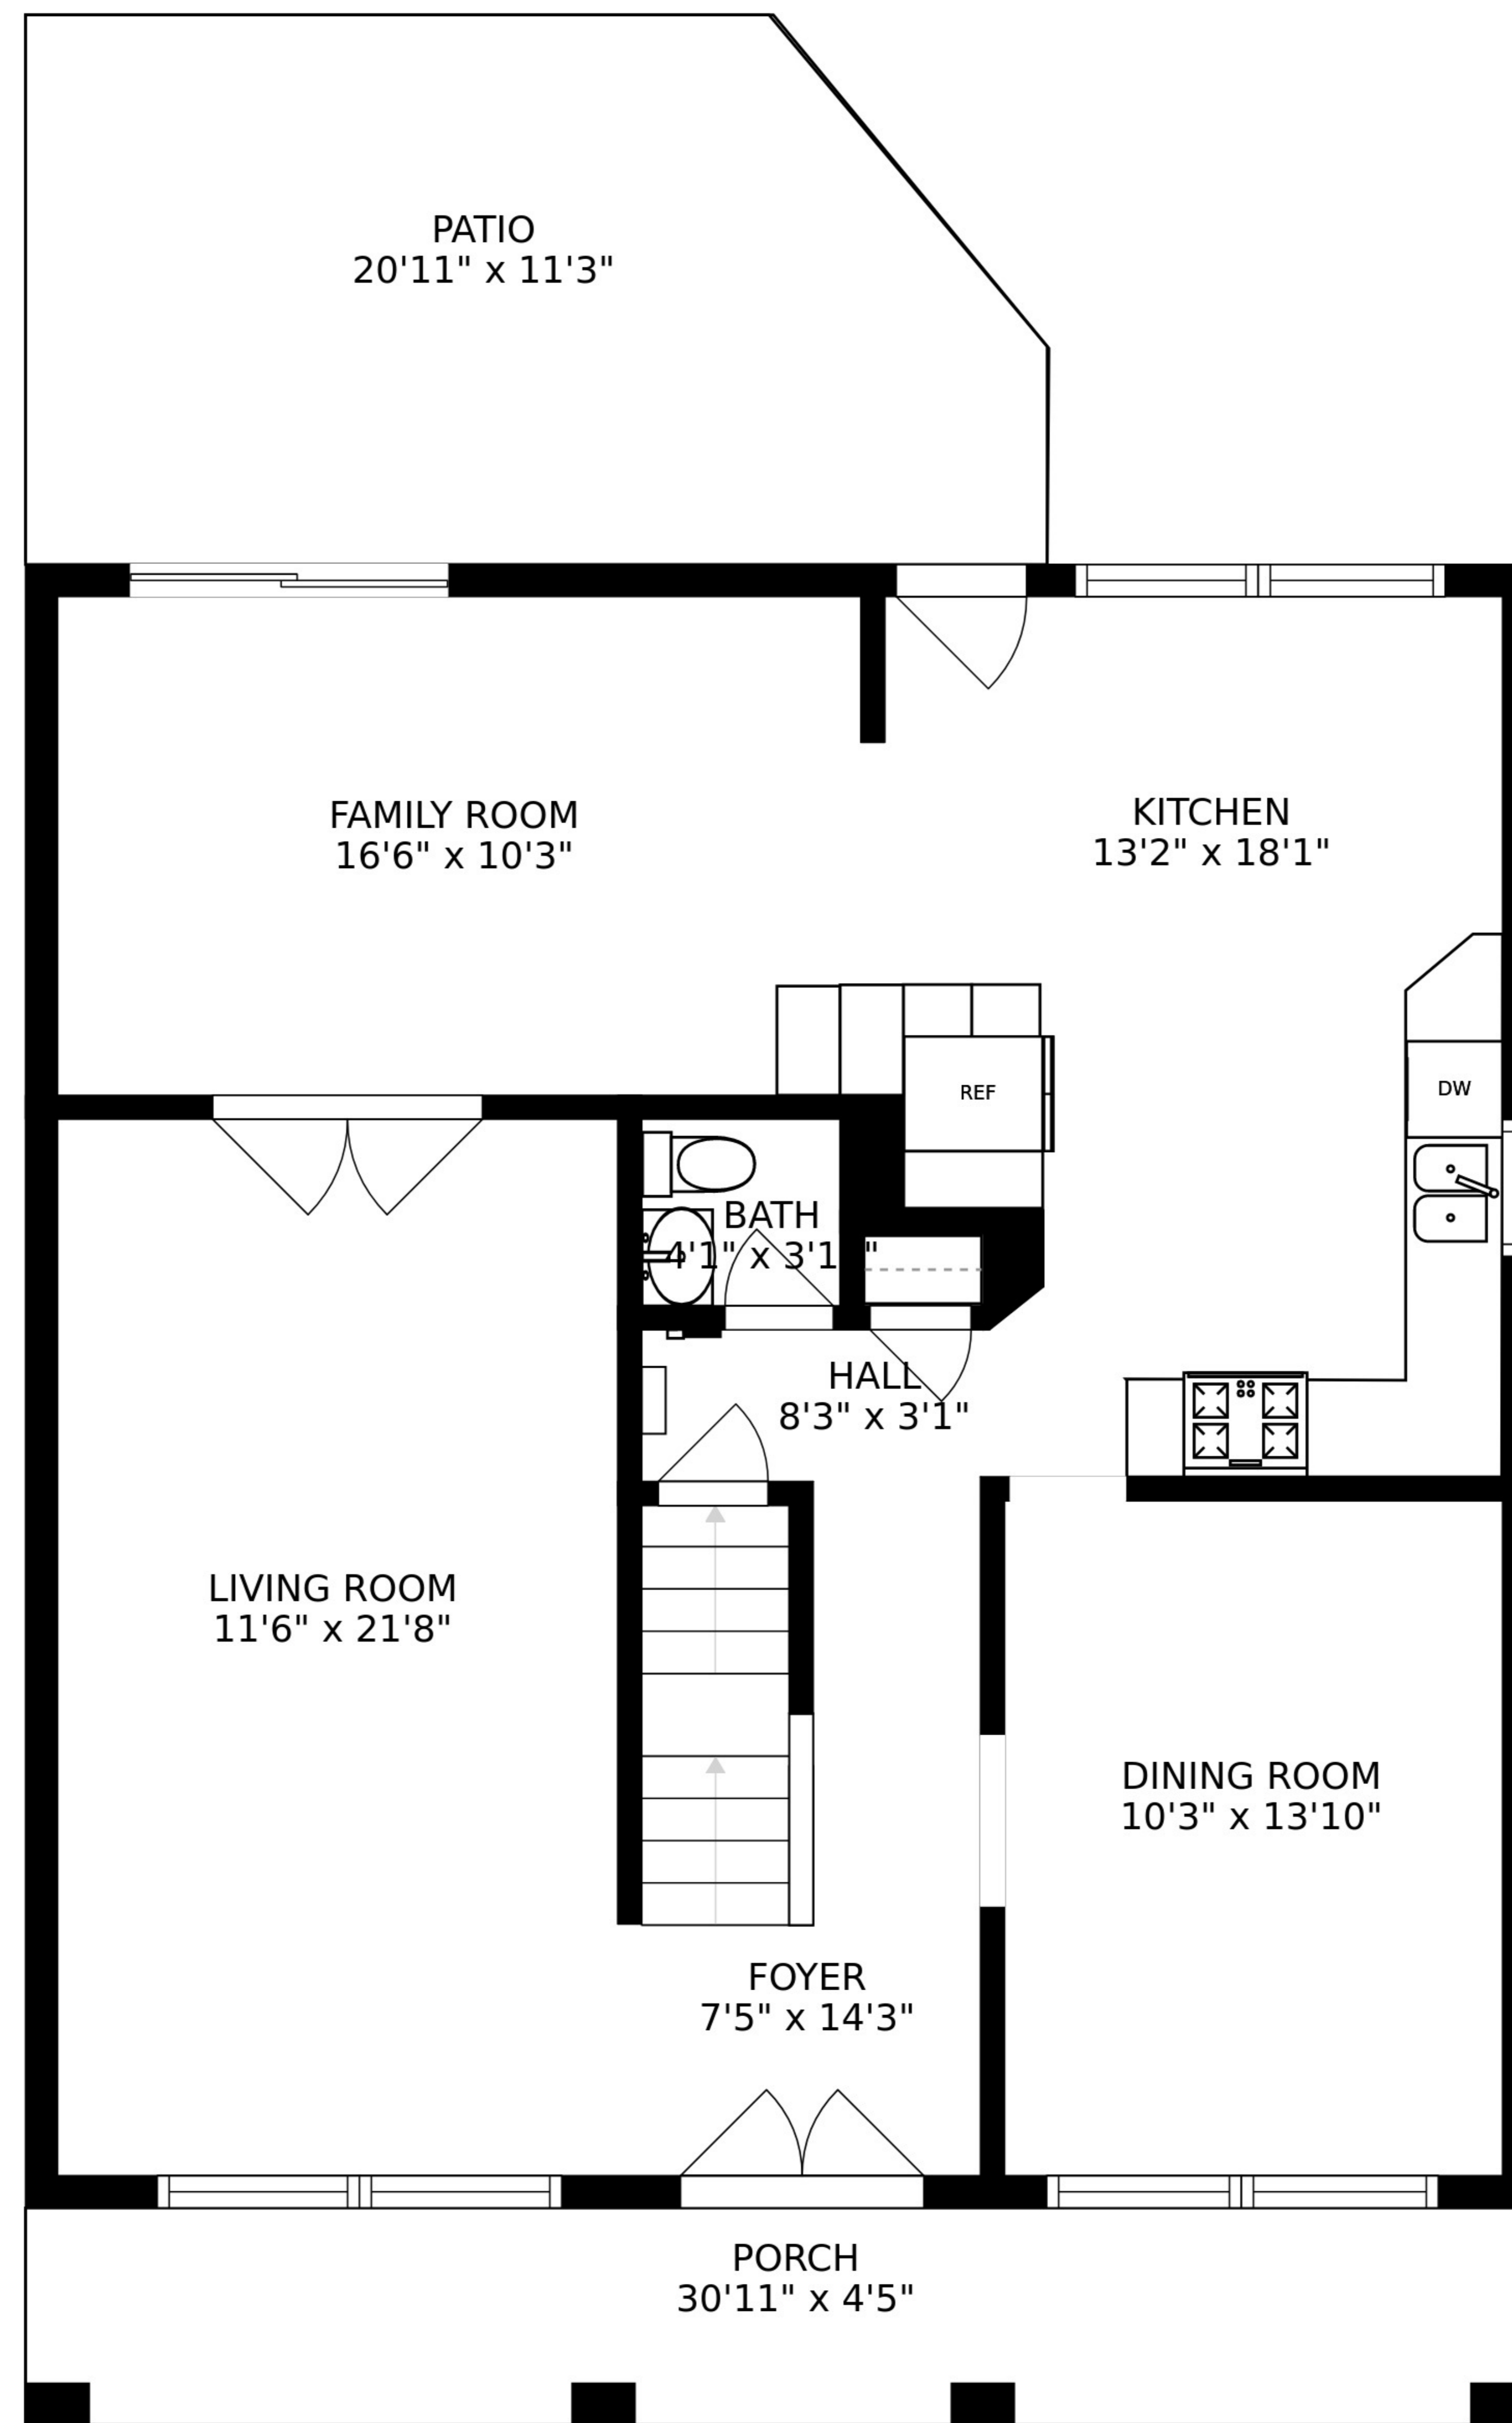 PATIO
20'11" x 11'3"
FAMILY ROOM
16'6" x 10'3"
KITCHEN
13'2" x 18'1"
REF
DW
BATH
4'1" x
HALL
8'3" x 3'1"
LIVING ROOM
11'6" x 21'8"
DINING ROOM
10'3" x 13'10"
FOYER
7'5" x 14'3"
PORCH
30'11" x 4'5"